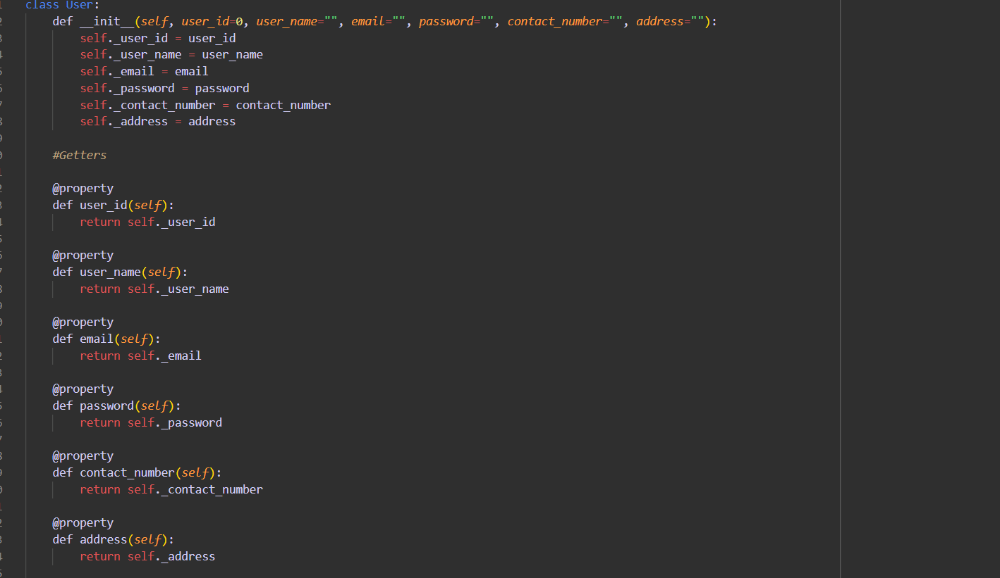 class User:
    def __init__(self, user_id=0, user_name="", email="", password="", contact_number="", address=""):
        self._user_id = user_id
        self._user_name = user_name
        self._email = email
        self._password = password
        self._contact_number = contact_number
        self._address = address

    #Getters

    @property
    def user_id(self):
        return self._user_id

    @property
    def user_name(self):
        return self._user_name

    @property
    def email(self):
        return self._email

    @property
    def password(self):
        return self._password

    @property
    def contact_number(self):
        return self._contact_number

    @property
    def address(self):
        return self._address